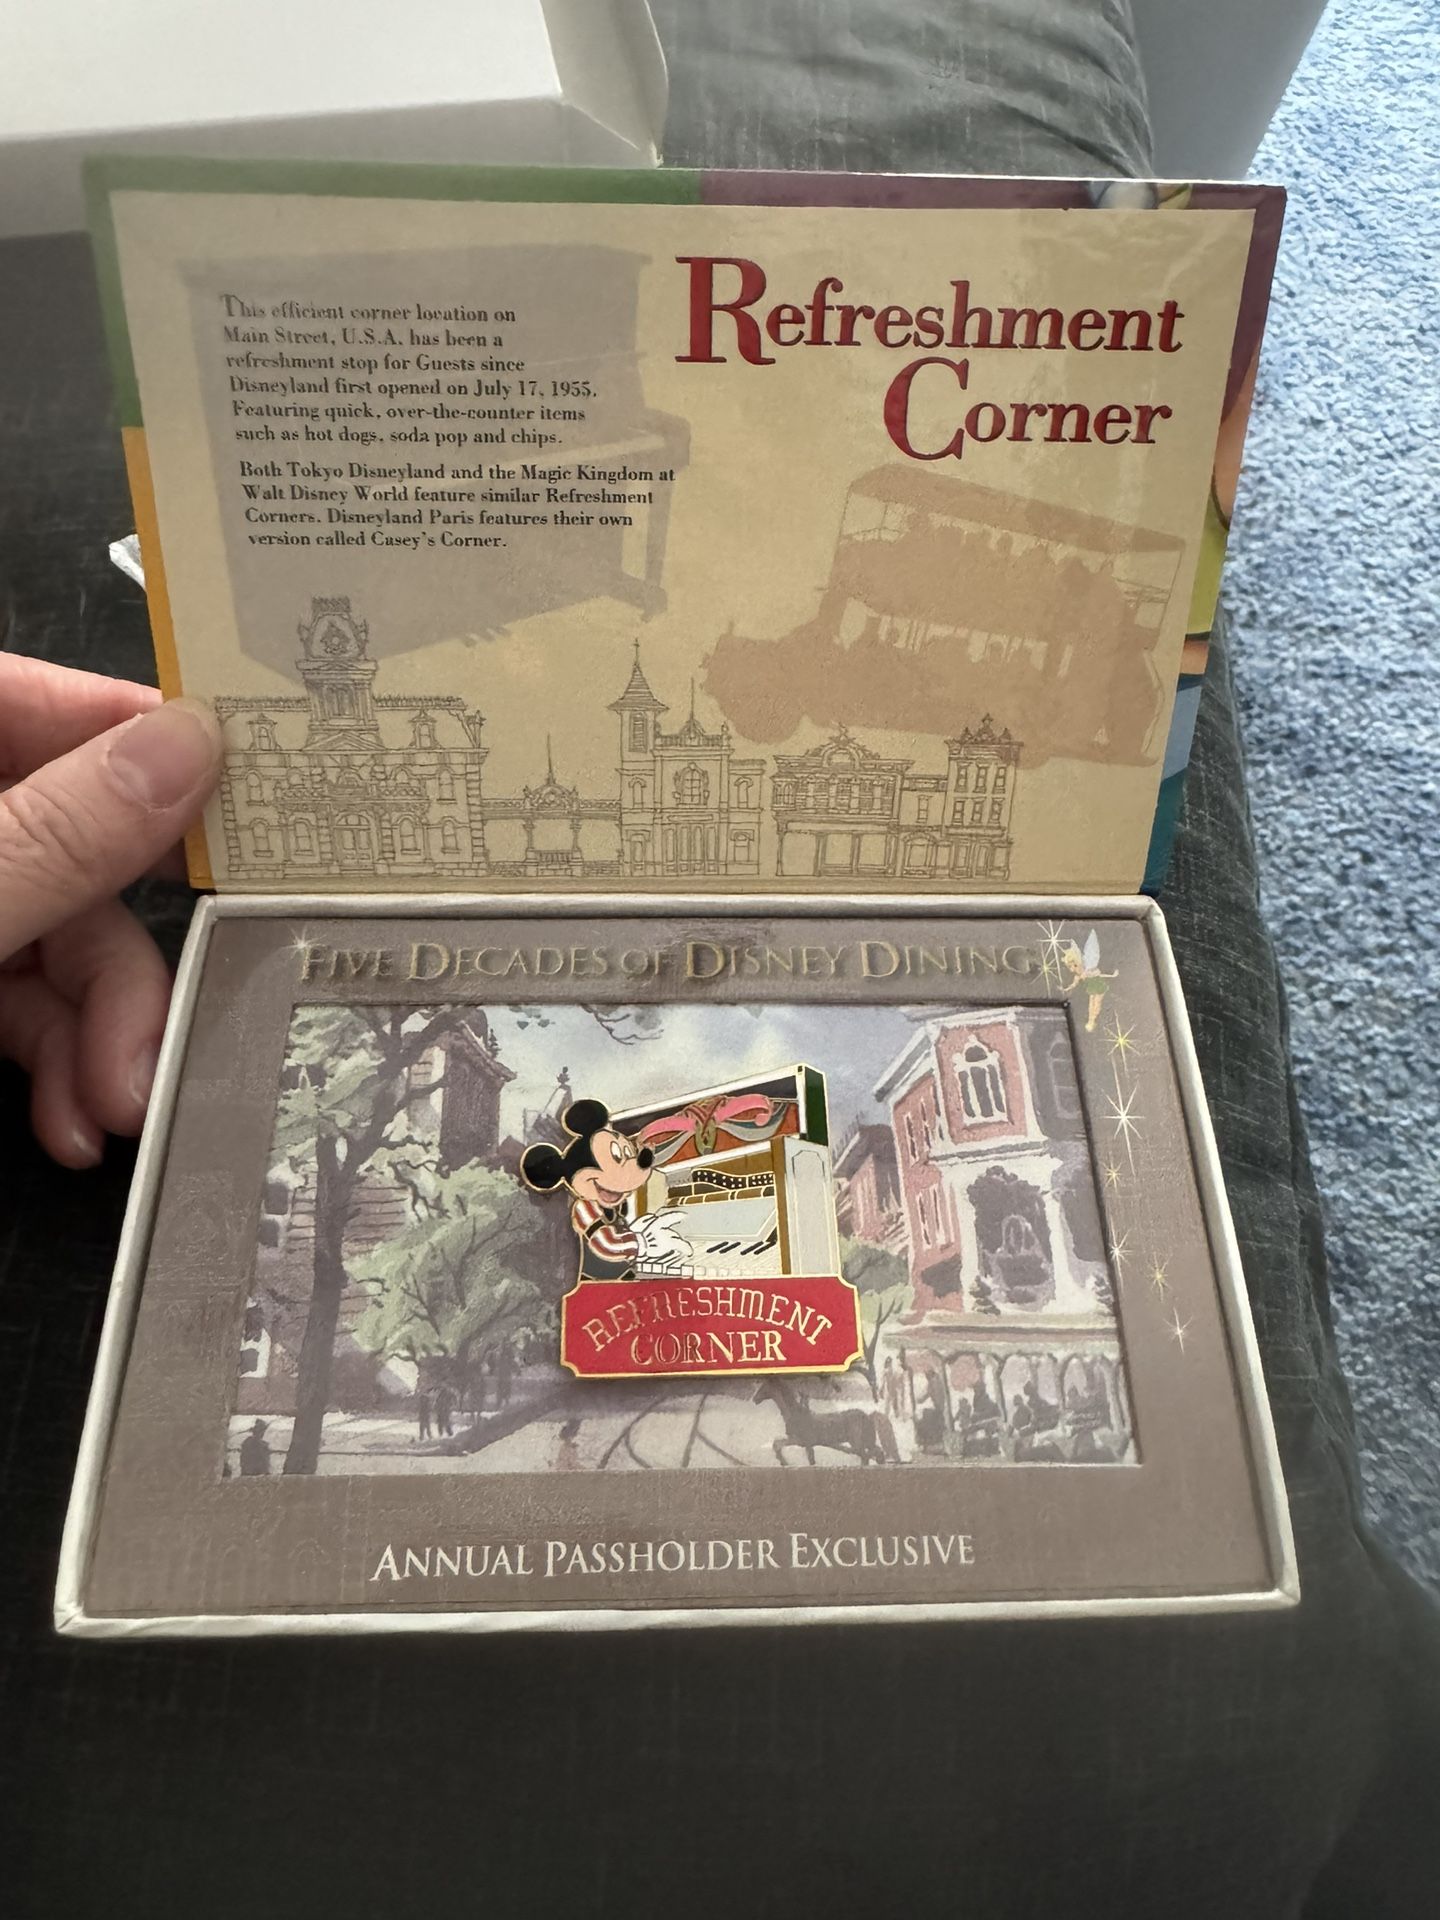 Refreshment
Corner
This efficient corner location on
Main Street, U.S.A. has been a
refreshment stop for Guests since
Disneyland first opened on July 17, 1955.
Featuring quick, over-the-counter items
such as hot dogs, soda pop and chips.
Both Tokyo Disneyland and the Magic Kingdom at
Walt Disney World feature similar Refreshment
Corners. Disneyland Paris features their own
version called Casey's Corner.
FIVE DECADES OF DISNEY DINING
REFRESHMENT
CORNER
ANNUAL PASSHOLDER EXCLUSIVE